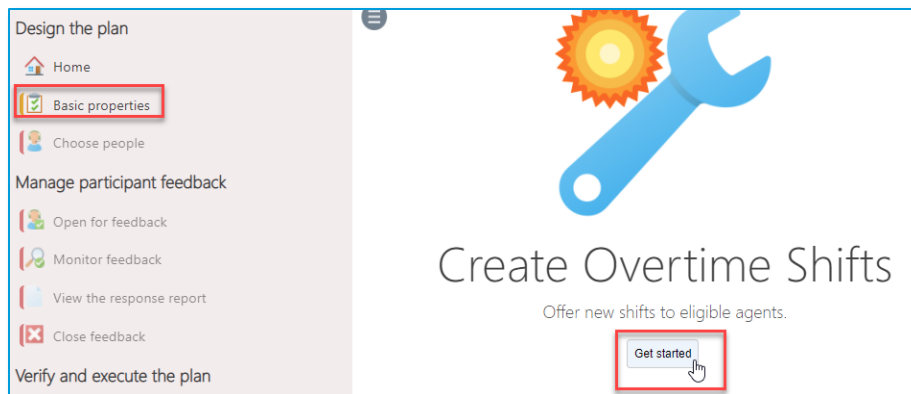 Design the plan
Home
Basic properties
Choose people
Manage participant feedback
Open for feedback
Monitor feedback
View the response report
Close feedback
Verify and execute the plan
Create Overtime Shifts
Offer new shifts to eligible agents.
Get started